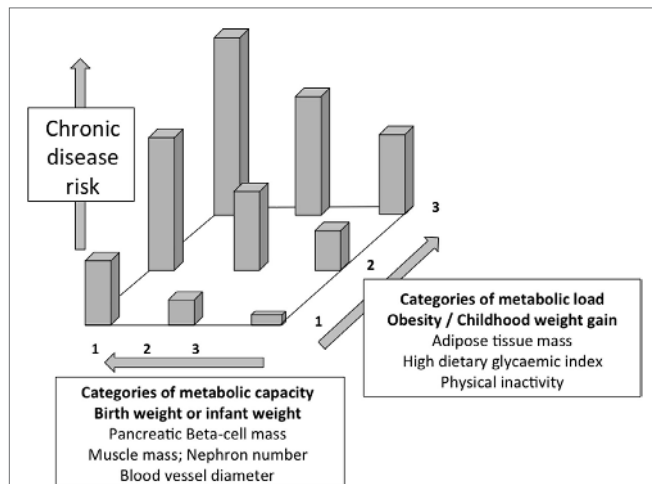 Chronic
disease
risk
3
2
1
1 2 3
Categories of metabolic load
Obesity / Childhood weight gain
Adipose tissue mass
High dietary glycaemic index
Physical inactivity
Categories of metabolic capacity
Birth weight or infant weight
Pancreatic Beta-cell mass
Muscle mass; Nephron number
Blood vessel diameter